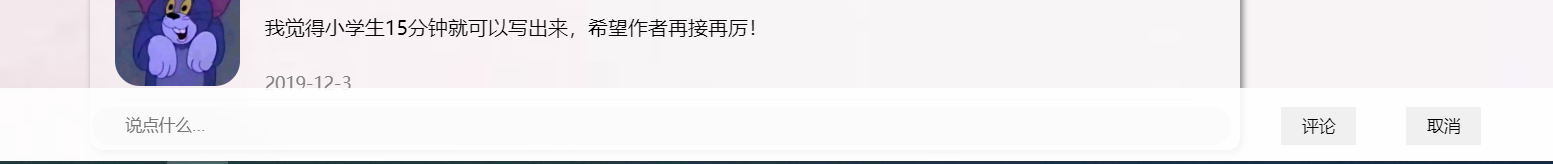 我觉得小学生15分钟就可以写出来，希望作者再接再厉！
2019-12-3
说点什么...
评论
取消